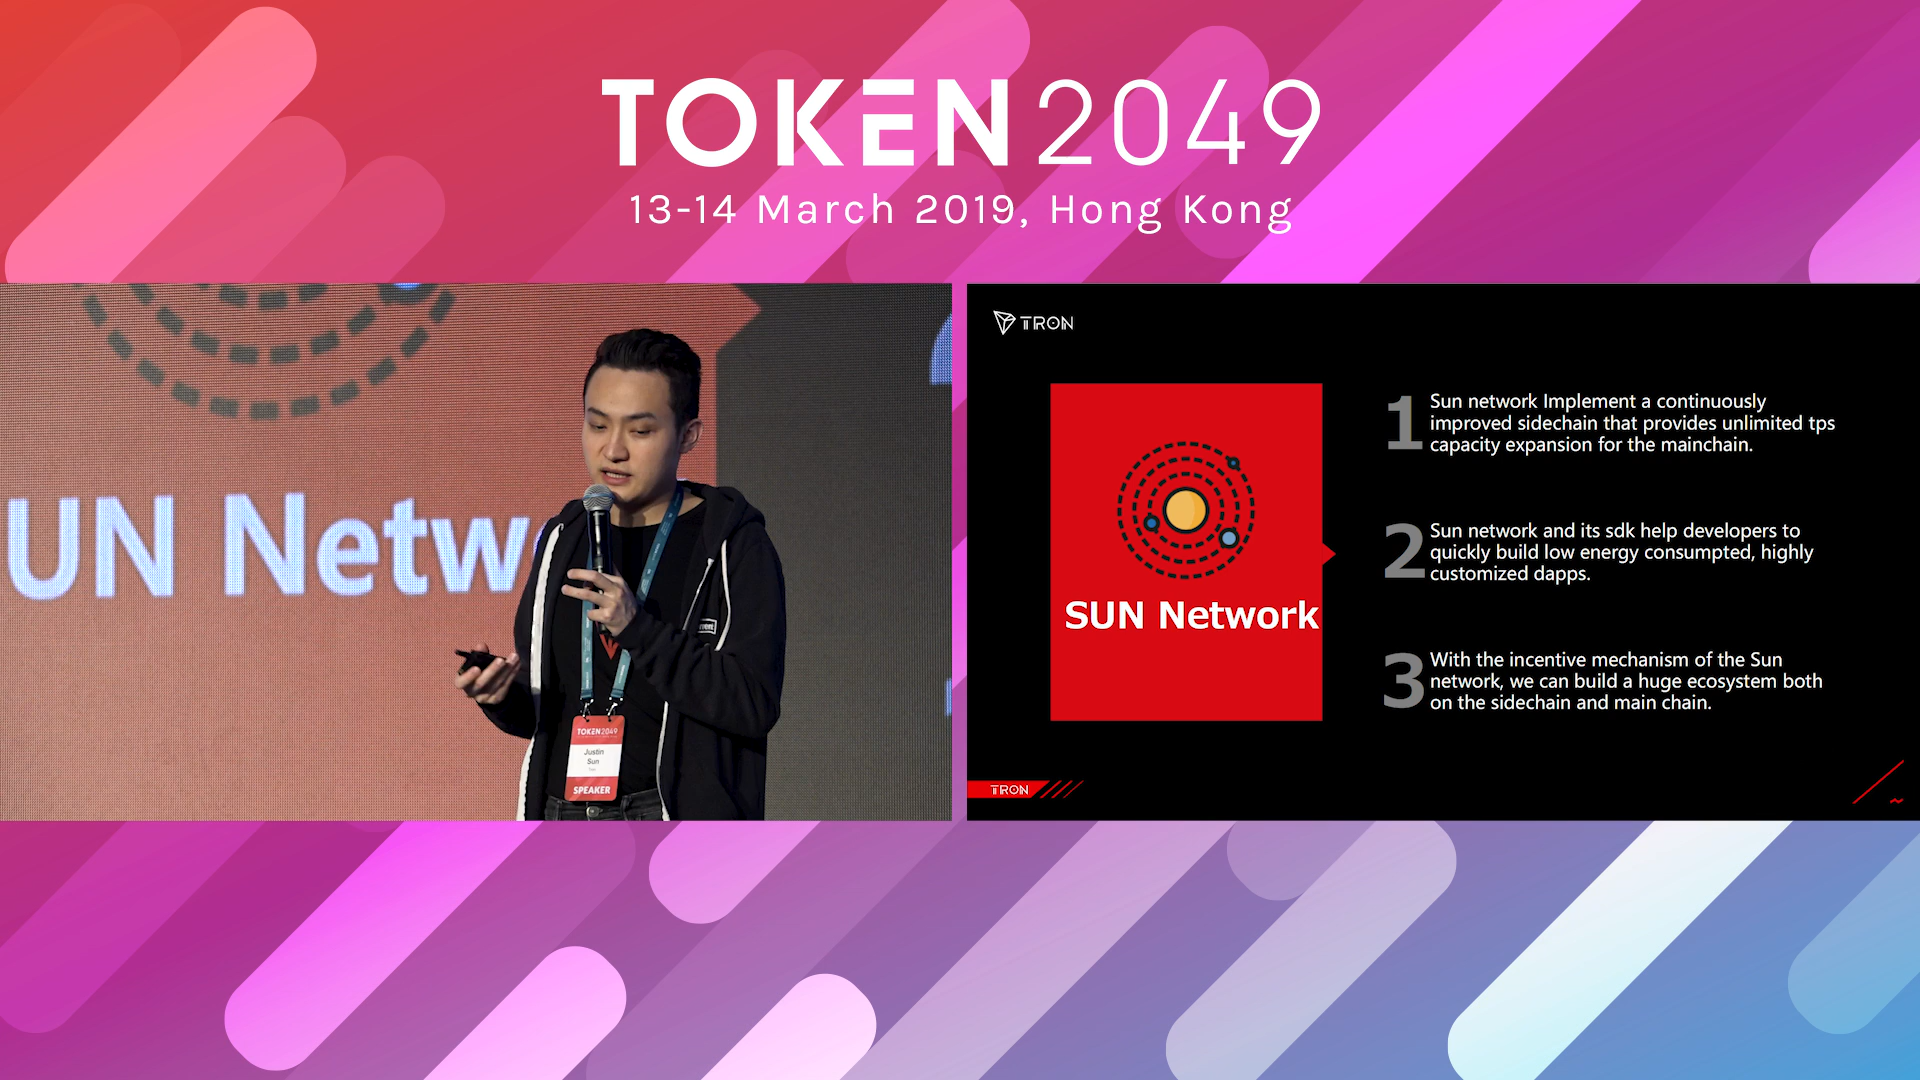 TOKEN2049
13-14 March 2019, Hong Kong
UN Netw
TOKEN2049
Justin
Sun
SPEAKER
TRON
SUN Network
1
Sun network Implement a continuously
improved sidechain that provides unlimited tps
capacity expansion for the mainchain.
2
Sun network and its sdk help developers to
quickly build low energy consumpted, highly
customized dapps.
3
With the incentive mechanism of the Sun
network, we can build a huge ecosystem both
on the sidechain and main chain.
TRON